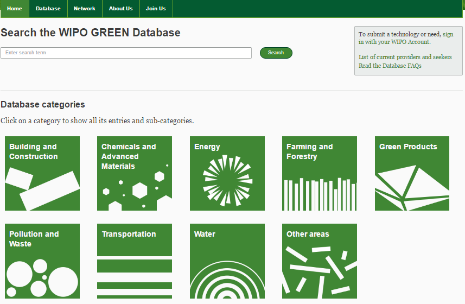 Home Database Network About Us Join Us
Search the WIPO GREEN Database
Enter search term
Search
To submit a technology or need, sign
in with your WIPO Account.
List of current providers and seekers
Read the Database FAQs
Database categories
Click on a category to show all its entries and sub-categories.
Building and
Construction
Chemicals and
Advanced
Materials
Energy
Farming and
Forestry
Green Products
Pollution and
Waste
Transportation
Water
Other areas